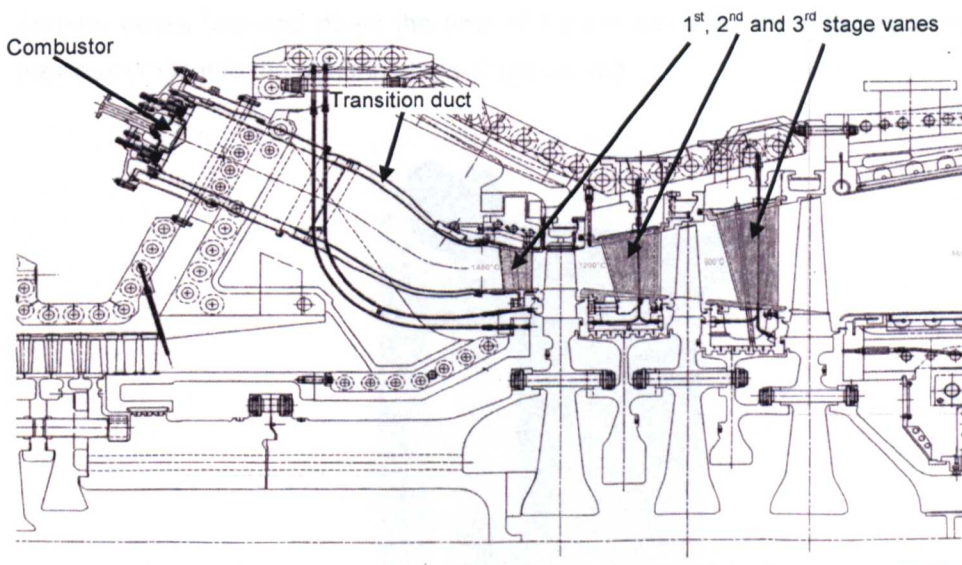 1st, 2nd and 3rd stage vanes
Combustor
Transition duct